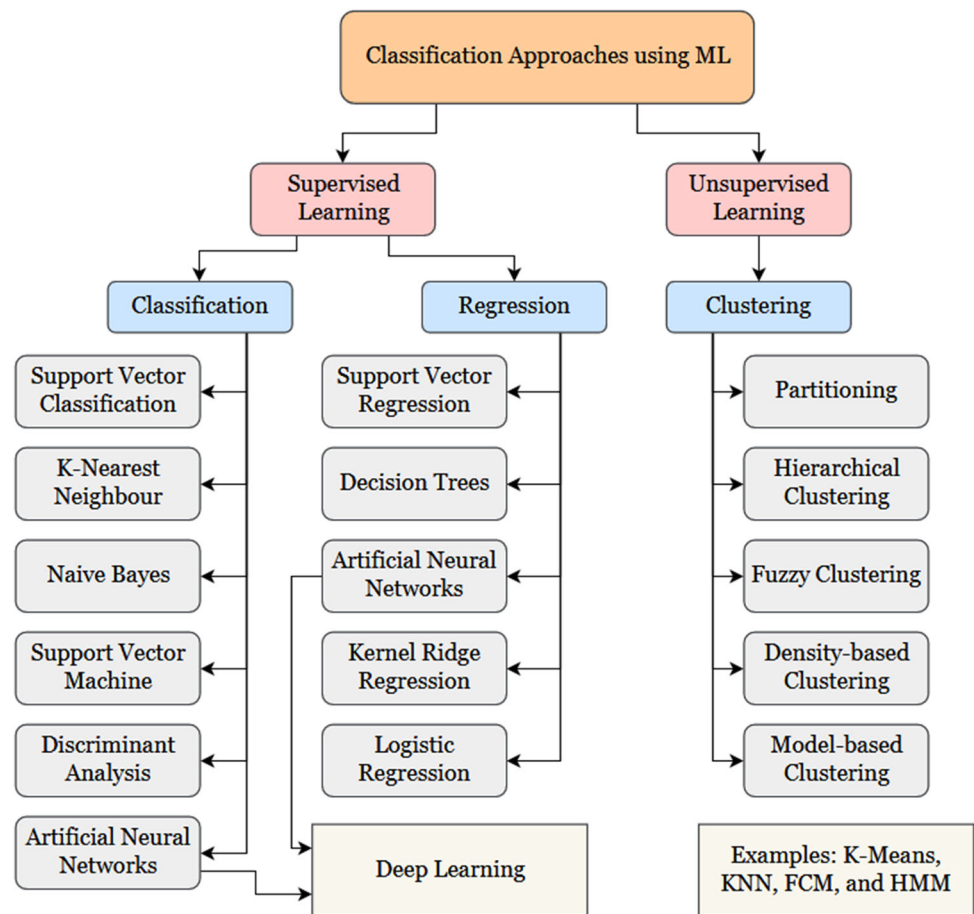 Classification Approaches using ML
Supervised
Learning
Unsupervised
Learning
Classification
Regression
Clustering
Support Vector
Classification
K-Nearest
Neighbour
Naive Bayes
Support Vector
Machine
Discriminant
Analysis
Artificial Neural
Networks
Support Vector
Regression
Decision Trees
Artificial Neural
Networks
Kernel Ridge
Regression
Logistic
Regression
Deep Learning
Partitioning
Hierarchical
Clustering
Fuzzy Clustering
Density-based
Clustering
Model-based
Clustering
Examples: K-Means,
KNN, FCM, and HMM